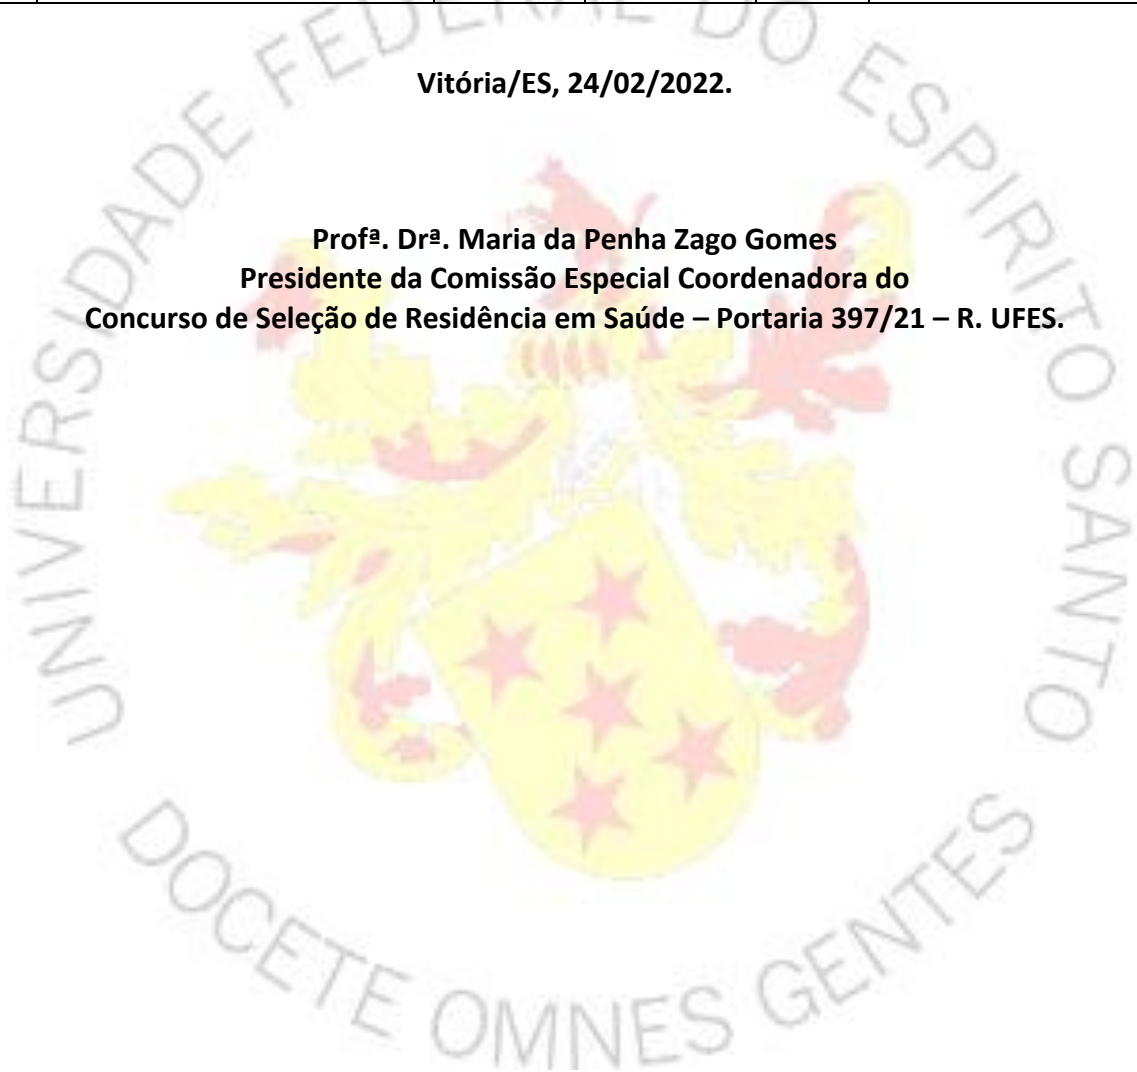 Vitória/ES, 24/02/2022.
Profª. Drª. Maria da Penha Zago Gomes
Presidente da Comissão Especial Coordenadora do
Concurso de Seleção de Residência em Saúde – Portaria 397/21 – R. UFES.
UNIVERSIDADE FEDERAL DO ESPIRITO SANTO
DOCETE OMNES GENTES